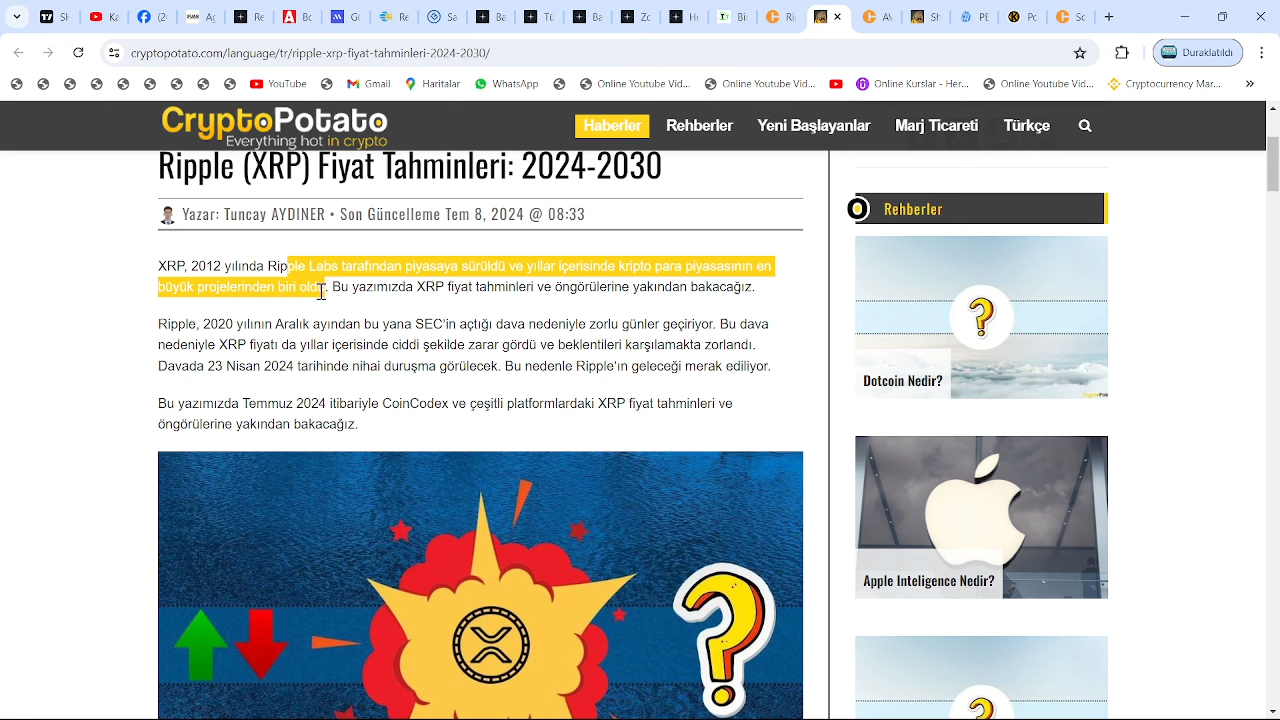 cryptopotato.com/language/tr/ripple-xrp-fiyat-tahminleri-2024-2030/
Duraklatıldı
YouTube
Gmail
Haritalar
WhatsApp
Online Youtube Vid...
Online Youtube Vid...
Online Kurslar - Her...
Online Youtube Vid...
Cryptocurrency Mar...
CryptoPotato
Everything hot in crypto
Haberler
Rehberler
Yeni Başlayanlar
Marj Ticareti
Türkçe
Ripple (XRP) Fiyat Tahminleri: 2024-2030
Yazar: Tuncay AYDINER • Son Güncelleme Tem 8, 2024 @ 08:33
XRP, 2012 yılında Ripple Labs tarafından piyasaya sürüldü ve yıllar içerisinde kripto para piyasasının en
büyük projelerinden biri oldu. Bu yazımızda XRP fiyat tahminleri ve öngörülerine yakından bakacağız.
Ripple, 2020 yılının Aralık ayından bu yana SEC'in açtığı dava nedeniyle zorlu günler geçiriyor. Bu dava
nedeniyle XRP fiyatı da yıllar içerisinde ciddi şekilde zarar gördü ve beklentileri karşılamakta zorlandı.
Davada 23 Nisan 2024 tarihinde nihai duruşma görülecek. Bu nedenle Ripple'ın geleceği merak ediliyor.
Bu yazımızda Temmuz 2024 itibariyle CoinCodex ve çeşitli platformlardaki XRP fiyat tahminleri ve
öngörülerine yakından bakacağız.
Rehberler
Dotcoin Nedir?
Apple Inteligence Nedir?